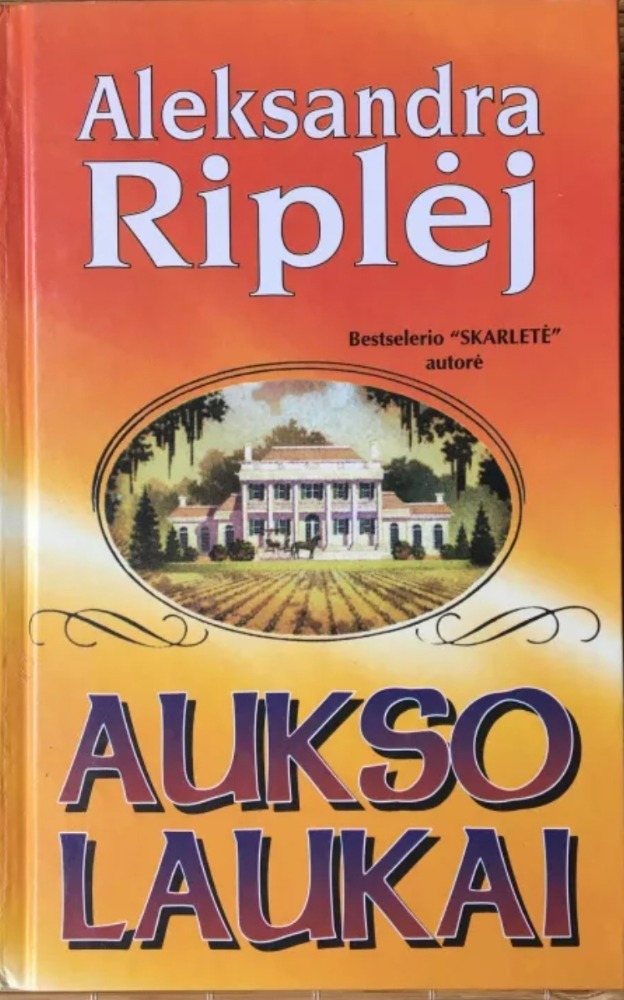 Aleksandra
Riplėj
Bestselerio “SKARLETĖ”
autorė
AUKSO
LAUKAI